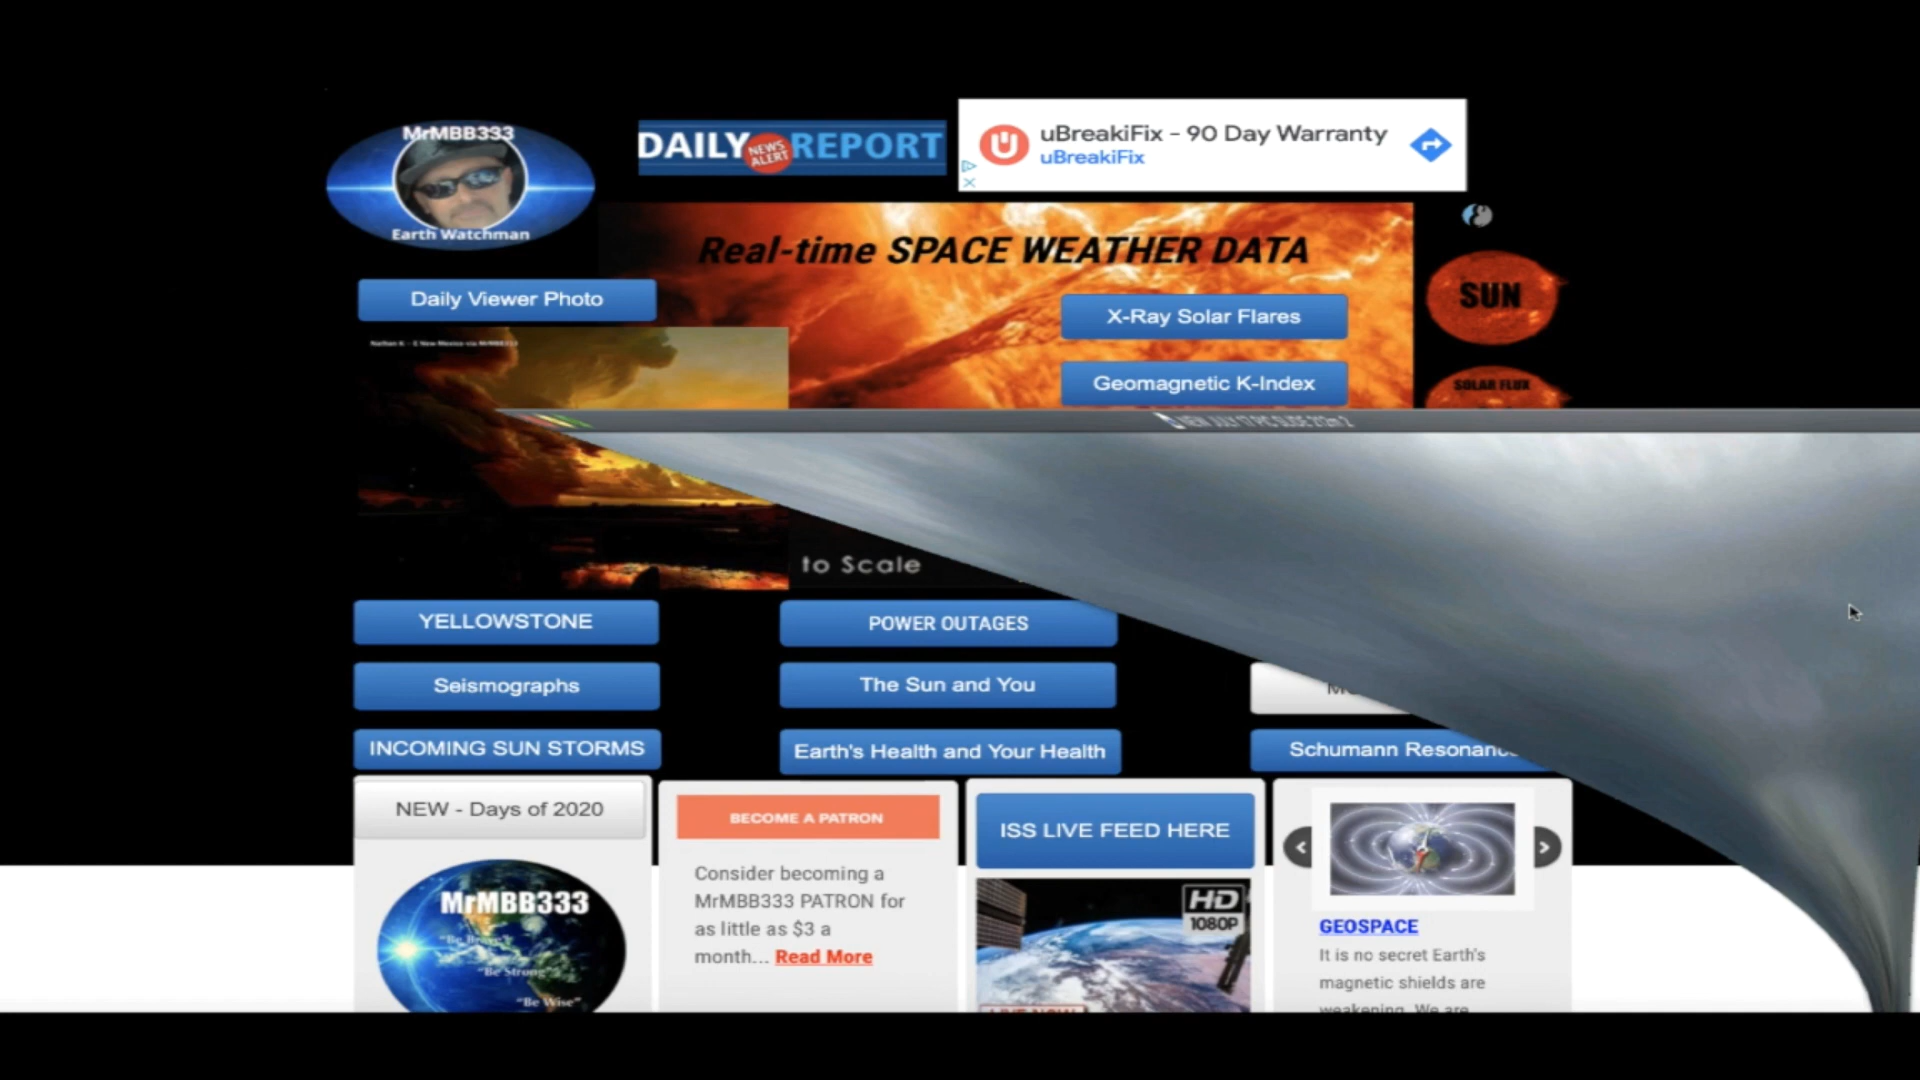 MrMBB333
Earth Watchman
DAILY NEWS ALERT REPORT
uBreakiFix - 90 Day Warranty
uBreakiFix
Real-time SPACE WEATHER DATA
SUN
Daily Viewer Photo
X-Ray Solar Flares
Geomagnetic K-Index
SOLAR FLUX
to Scale
YELLOWSTONE
POWER OUTAGES
Seismographs
The Sun and You
INCOMING SUN STORMS
Earth's Health and Your Health
Schumann Resonanc
NEW - Days of 2020
BECOME A PATRON
ISS LIVE FEED HERE
MrMBB333
"Be Brave"
"Be Strong"
"Be Wise"
Consider becoming a
MrMBB333 PATRON for
as little as $3 a
month... Read More
HD
1080P
LIVE NOW
GEOSPACE
It is no secret Earth's
magnetic shields are
weakening. We are